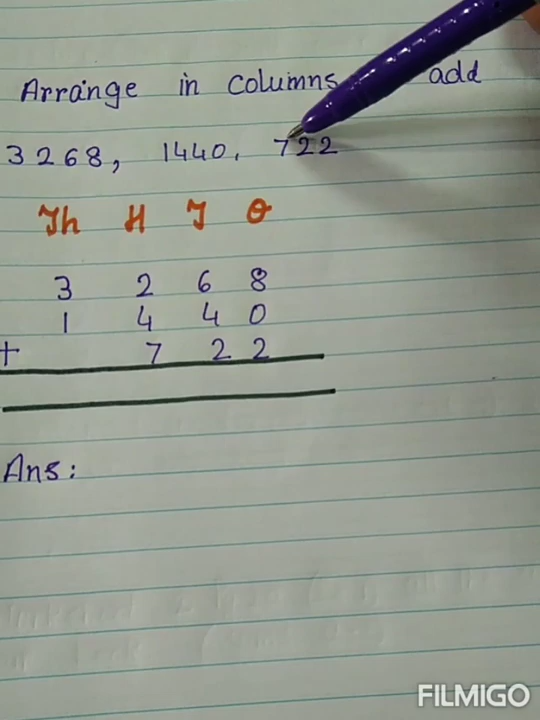 Arrange in columns add
3268, 1440, 722
Th H T O
3 2 6 8
1 4 4 0
+ 7 2 2
Ans:
FILMIGO